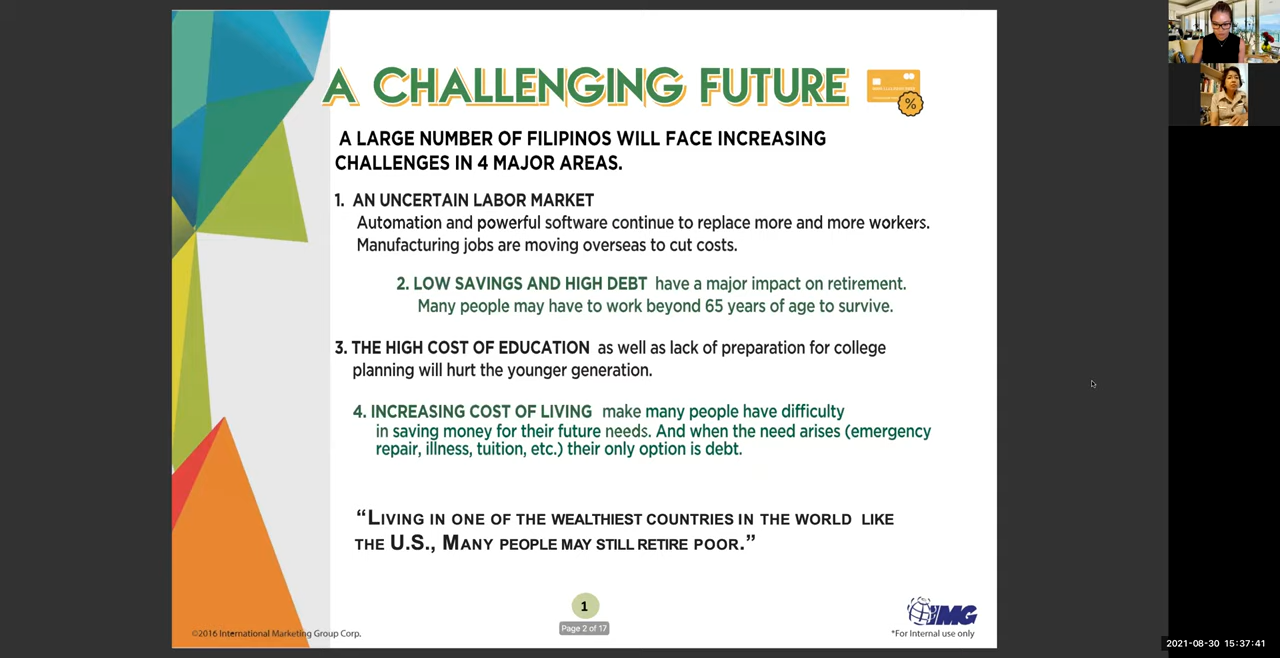 A CHALLENGING FUTURE
%
A LARGE NUMBER OF FILIPINOS WILL FACE INCREASING
CHALLENGES IN 4 MAJOR AREAS.
1. AN UNCERTAIN LABOR MARKET
Automation and powerful software continue to replace more and more workers.
Manufacturing jobs are moving overseas to cut costs.
2. LOW SAVINGS AND HIGH DEBT have a major impact on retirement.
Many people may have to work beyond 65 years of age to survive.
3. THE HIGH COST OF EDUCATION as well as lack of preparation for college
planning will hurt the younger generation.
4. INCREASING COST OF LIVING make many people have difficulty
in saving money for their future needs. And when the need arises (emergency
repair, illness, tuition, etc.) their only option is debt.
“LIVING IN ONE OF THE WEALTHIEST COUNTRIES IN THE WORLD LIKE
THE U.S., MANY PEOPLE MAY STILL RETIRE POOR.”
1
Page 2 of 17
©2016 International Marketing Group Corp.
IMG
*For Internal use only
2021-08-30 15:37:41